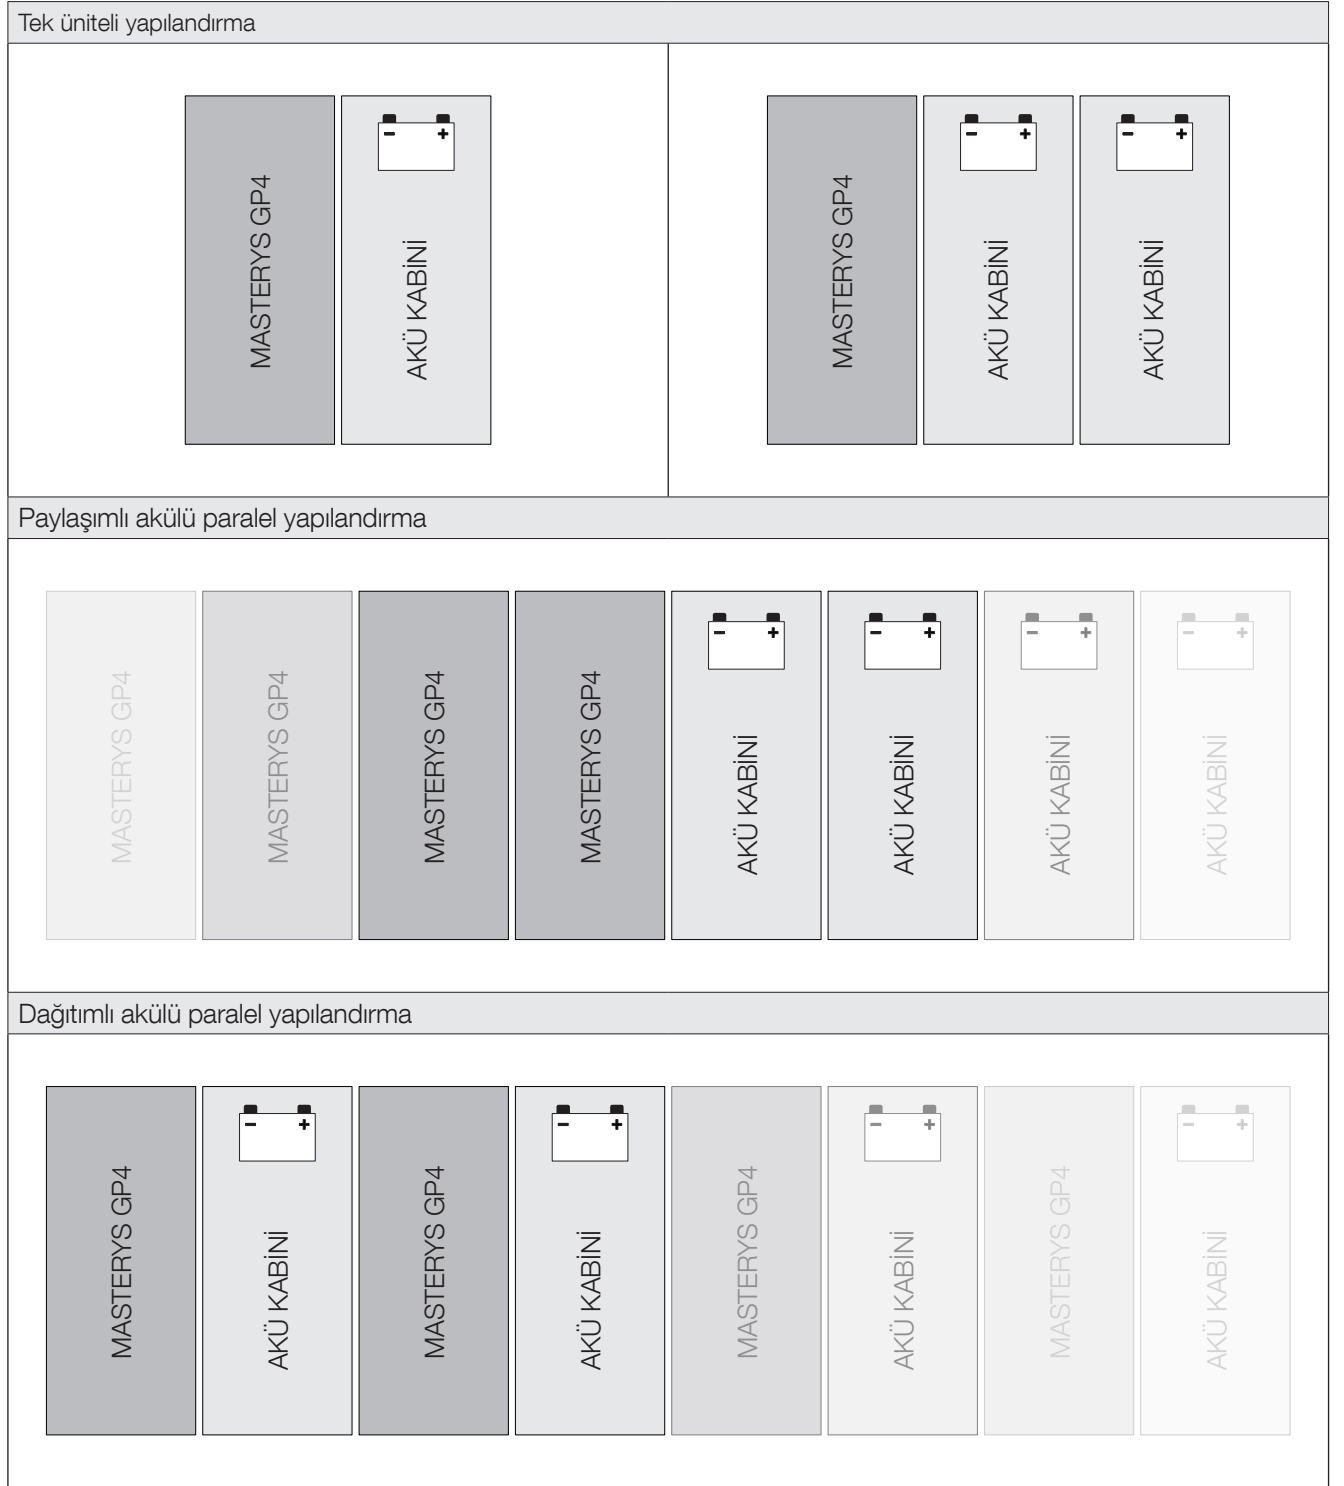 Tek üniteli yapılandırma
MASTERYS GP4
AKÜ KABİNİ
MASTERYS GP4
AKÜ KABİNİ
AKÜ KABİNİ
Paylaşımlı akülü paralel yapılandırma
MASTERYS GP4
MASTERYS GP4
MASTERYS GP4
MASTERYS GP4
AKÜ KABİNİ
AKÜ KABİNİ
AKÜ KABİNİ
AKÜ KABİNİ
Dağıtımlı akülü paralel yapılandırma
MASTERYS GP4
AKÜ KABİNİ
MASTERYS GP4
AKÜ KABİNİ
MASTERYS GP4
AKÜ KABİNİ
MASTERYS GP4
AKÜ KABİNİ